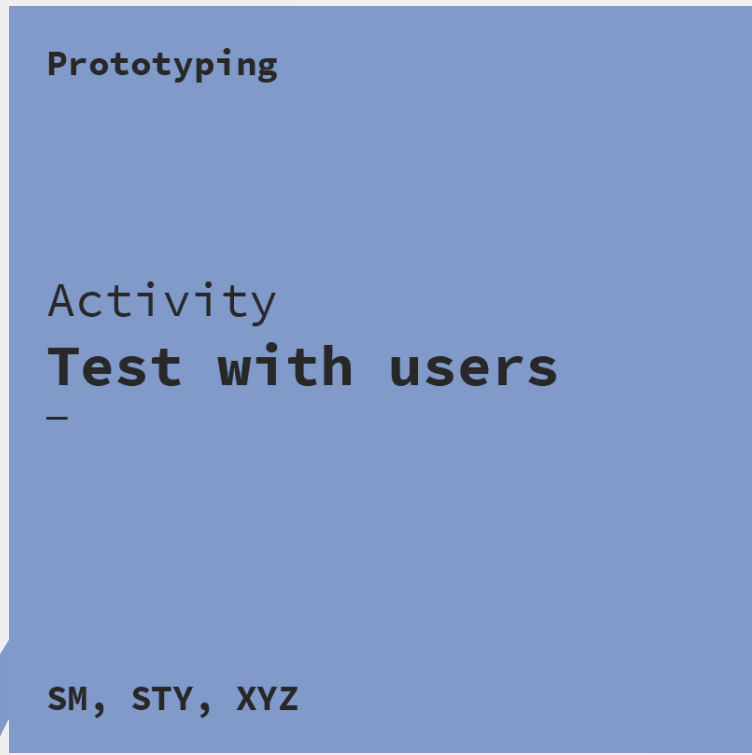 Prototyping
Activity
Test with users
–
SM, STY, XYZ